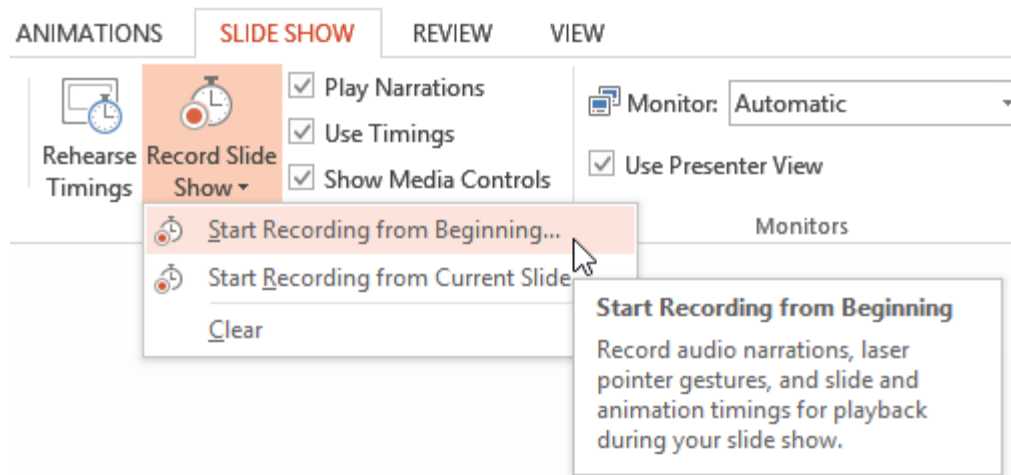 ANIMATIONS SLIDE SHOW REVIEW VIEW
Rehearse
Timings
Record Slide
Show
Play Narrations
Use Timings
Show Media Controls
Monitor: Automatic
Use Presenter View
Monitors
Start Recording from Beginning...
Start Recording from Current Slide
Clear
Start Recording from Beginning
Record audio narrations, laser
pointer gestures, and slide and
animation timings for playback
during your slide show.